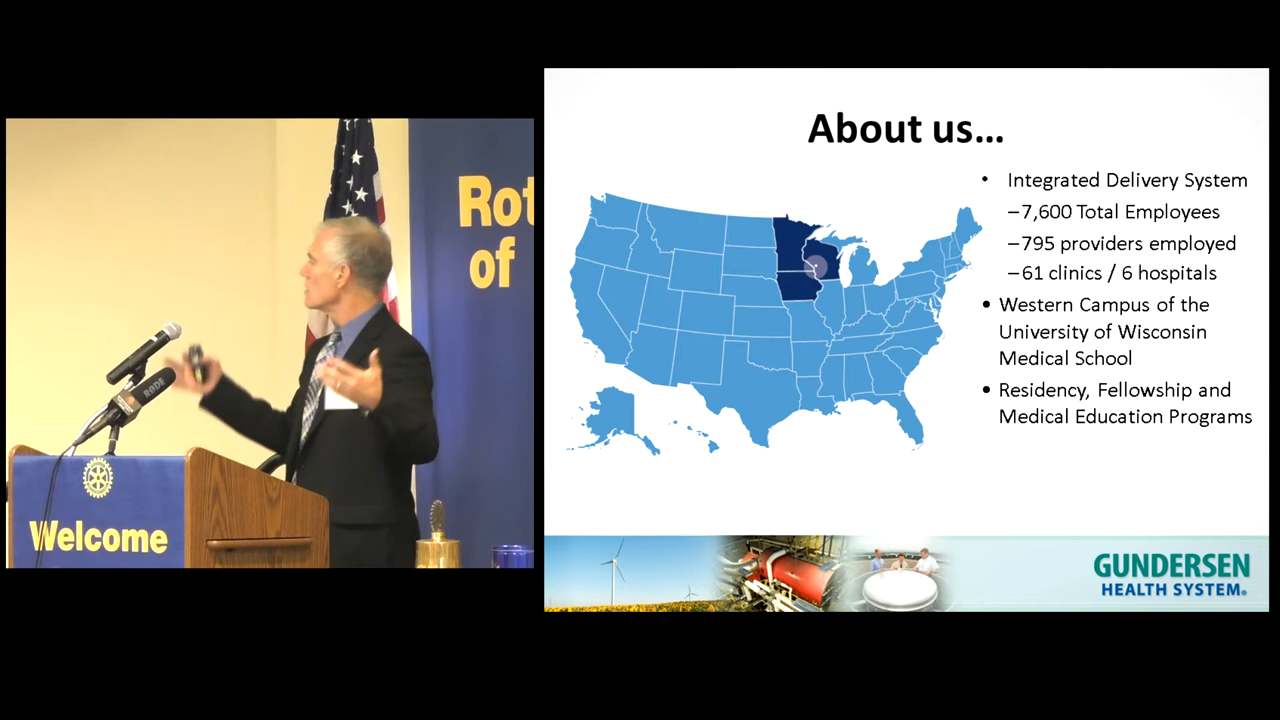 Rot
of
RODE
Welcome
About us…
• Integrated Delivery System
–7,600 Total Employees
–795 providers employed
–61 clinics / 6 hospitals
• Western Campus of the
University of Wisconsin
Medical School
• Residency, Fellowship and
Medical Education Programs
GUNDERSEN
HEALTH SYSTEM®